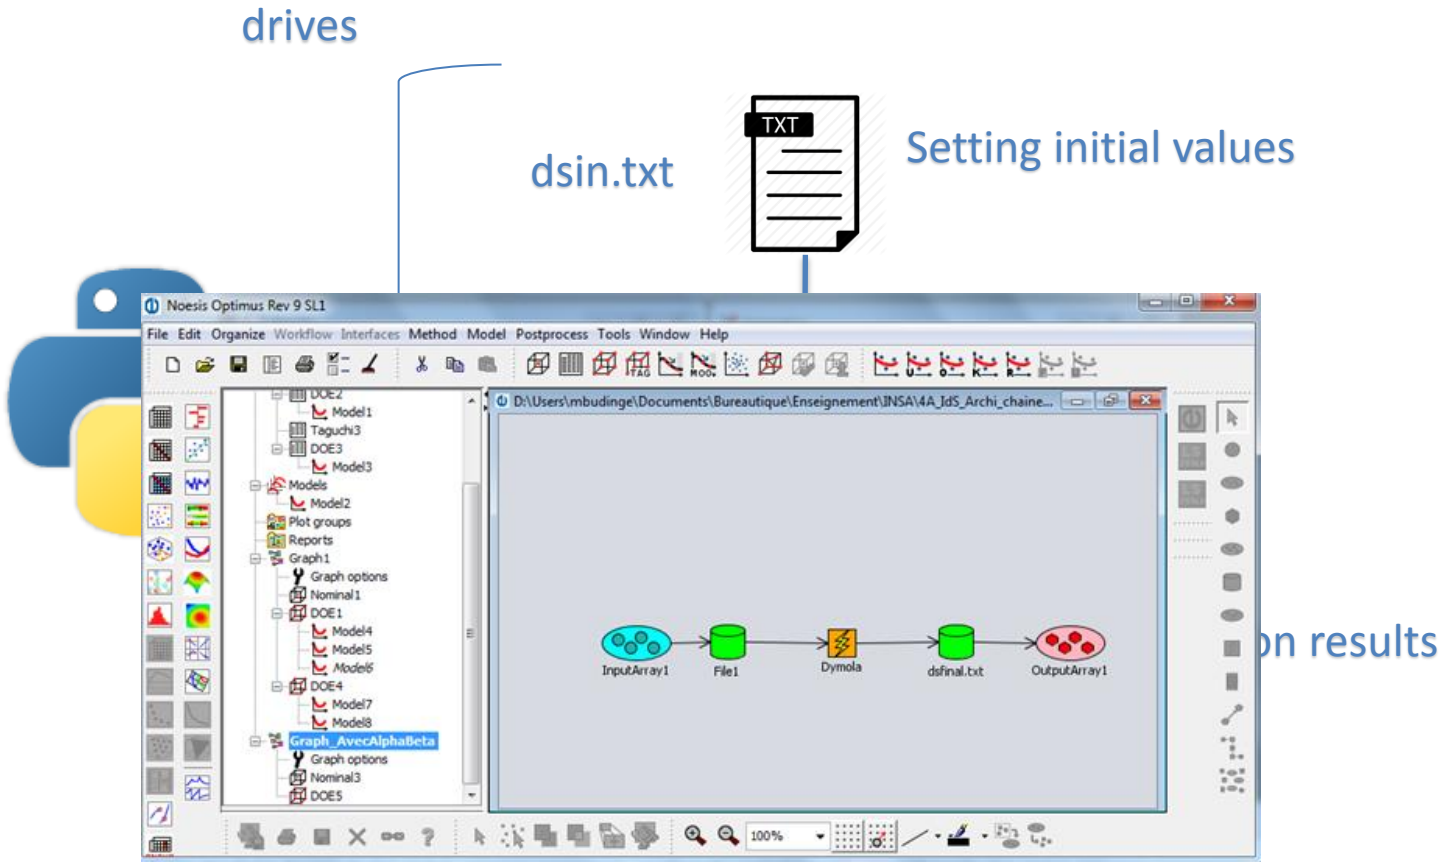 drives
TXT
dsin.txt
Setting initial values
Noesis Optimus Rev 9 SL1
File Edit Organize Workflow Interfaces Method Model Postprocess Tools Window Help
TAG
MOO
U
O
K
R
D:\Users\mbudinge\Documents\Bureautique\Enseignement\INSA\4A_IdS_Archi_chaine...
DOE2
Model1
Taguchi3
DOE3
Model3
Models
Model2
Plot groups
Reports
Graph1
Graph options
Nominal1
DOE1
Model4
Model5
Model6
DOE4
Model7
Model8
Graph_AvecAlphaBeta
Graph options
Nominal3
DOE5
InputArray1
File1
Dymola
dsfinal.txt
OutputArray1
on results
100%